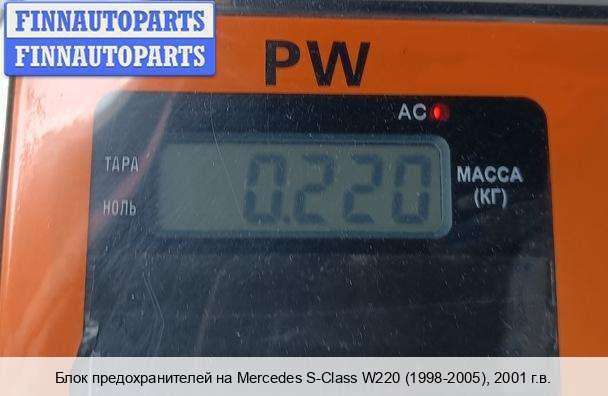 FINNAUTOPARTS
FINNAUTOPARTS
PW
AC
ТАРА
0.220
МАССА
(КГ)
НОЛЬ
Блок предохранителей на Mercedes S-Class W220 (1998-2005), 2001 г.в.